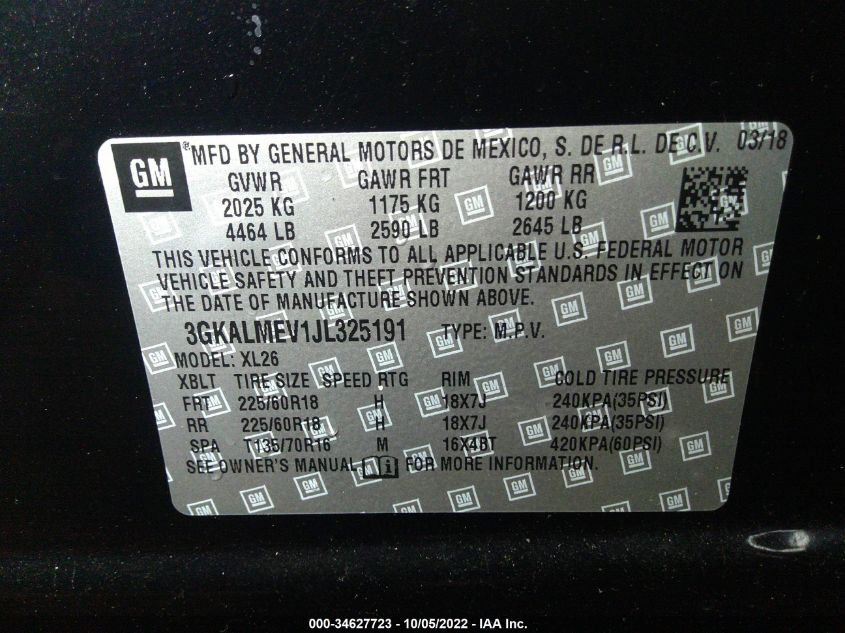 GM ® MFD BY GENERAL MOTORS DE MEXICO, S. DE R.L. DE C.V. 03/18
GVWR GAWR FRT GAWR RR
2025 KG 1175 KG 1200 KG
4464 LB 2590 LB 2645 LB
THIS VEHICLE CONFORMS TO ALL APPLICABLE U.S. FEDERAL MOTOR
VEHICLE SAFETY AND THEFT PREVENTION STANDARDS IN EFFECT ON
THE DATE OF MANUFACTURE SHOWN ABOVE.
3GKALMEV1JL325191 TYPE: M.P.V.
MODEL: XL26
XBLT TIRE SIZE SPEED RTG RIM COLD TIRE PRESSURE
FRT 225/60R18 H 18X7J 240KPA(35PSI)
RR 225/60R18 H 18X7J 240KPA(35PSI)
SPA T135/70R16 M 16X4BT 420KPA(60PSI)
SEE OWNER'S MANUAL FOR MORE INFORMATION.
000-34627723 - 10/05/2022 - IAA Inc.